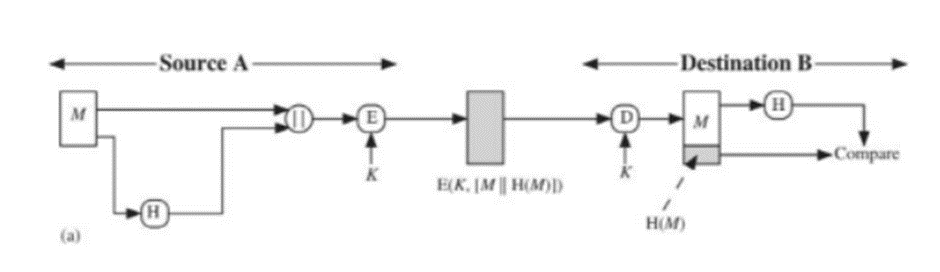 Source A
Destination B
M
||
E
D
M
H
K
K
Compare
E(K, [M || H(M)])
H
H(M)
(a)